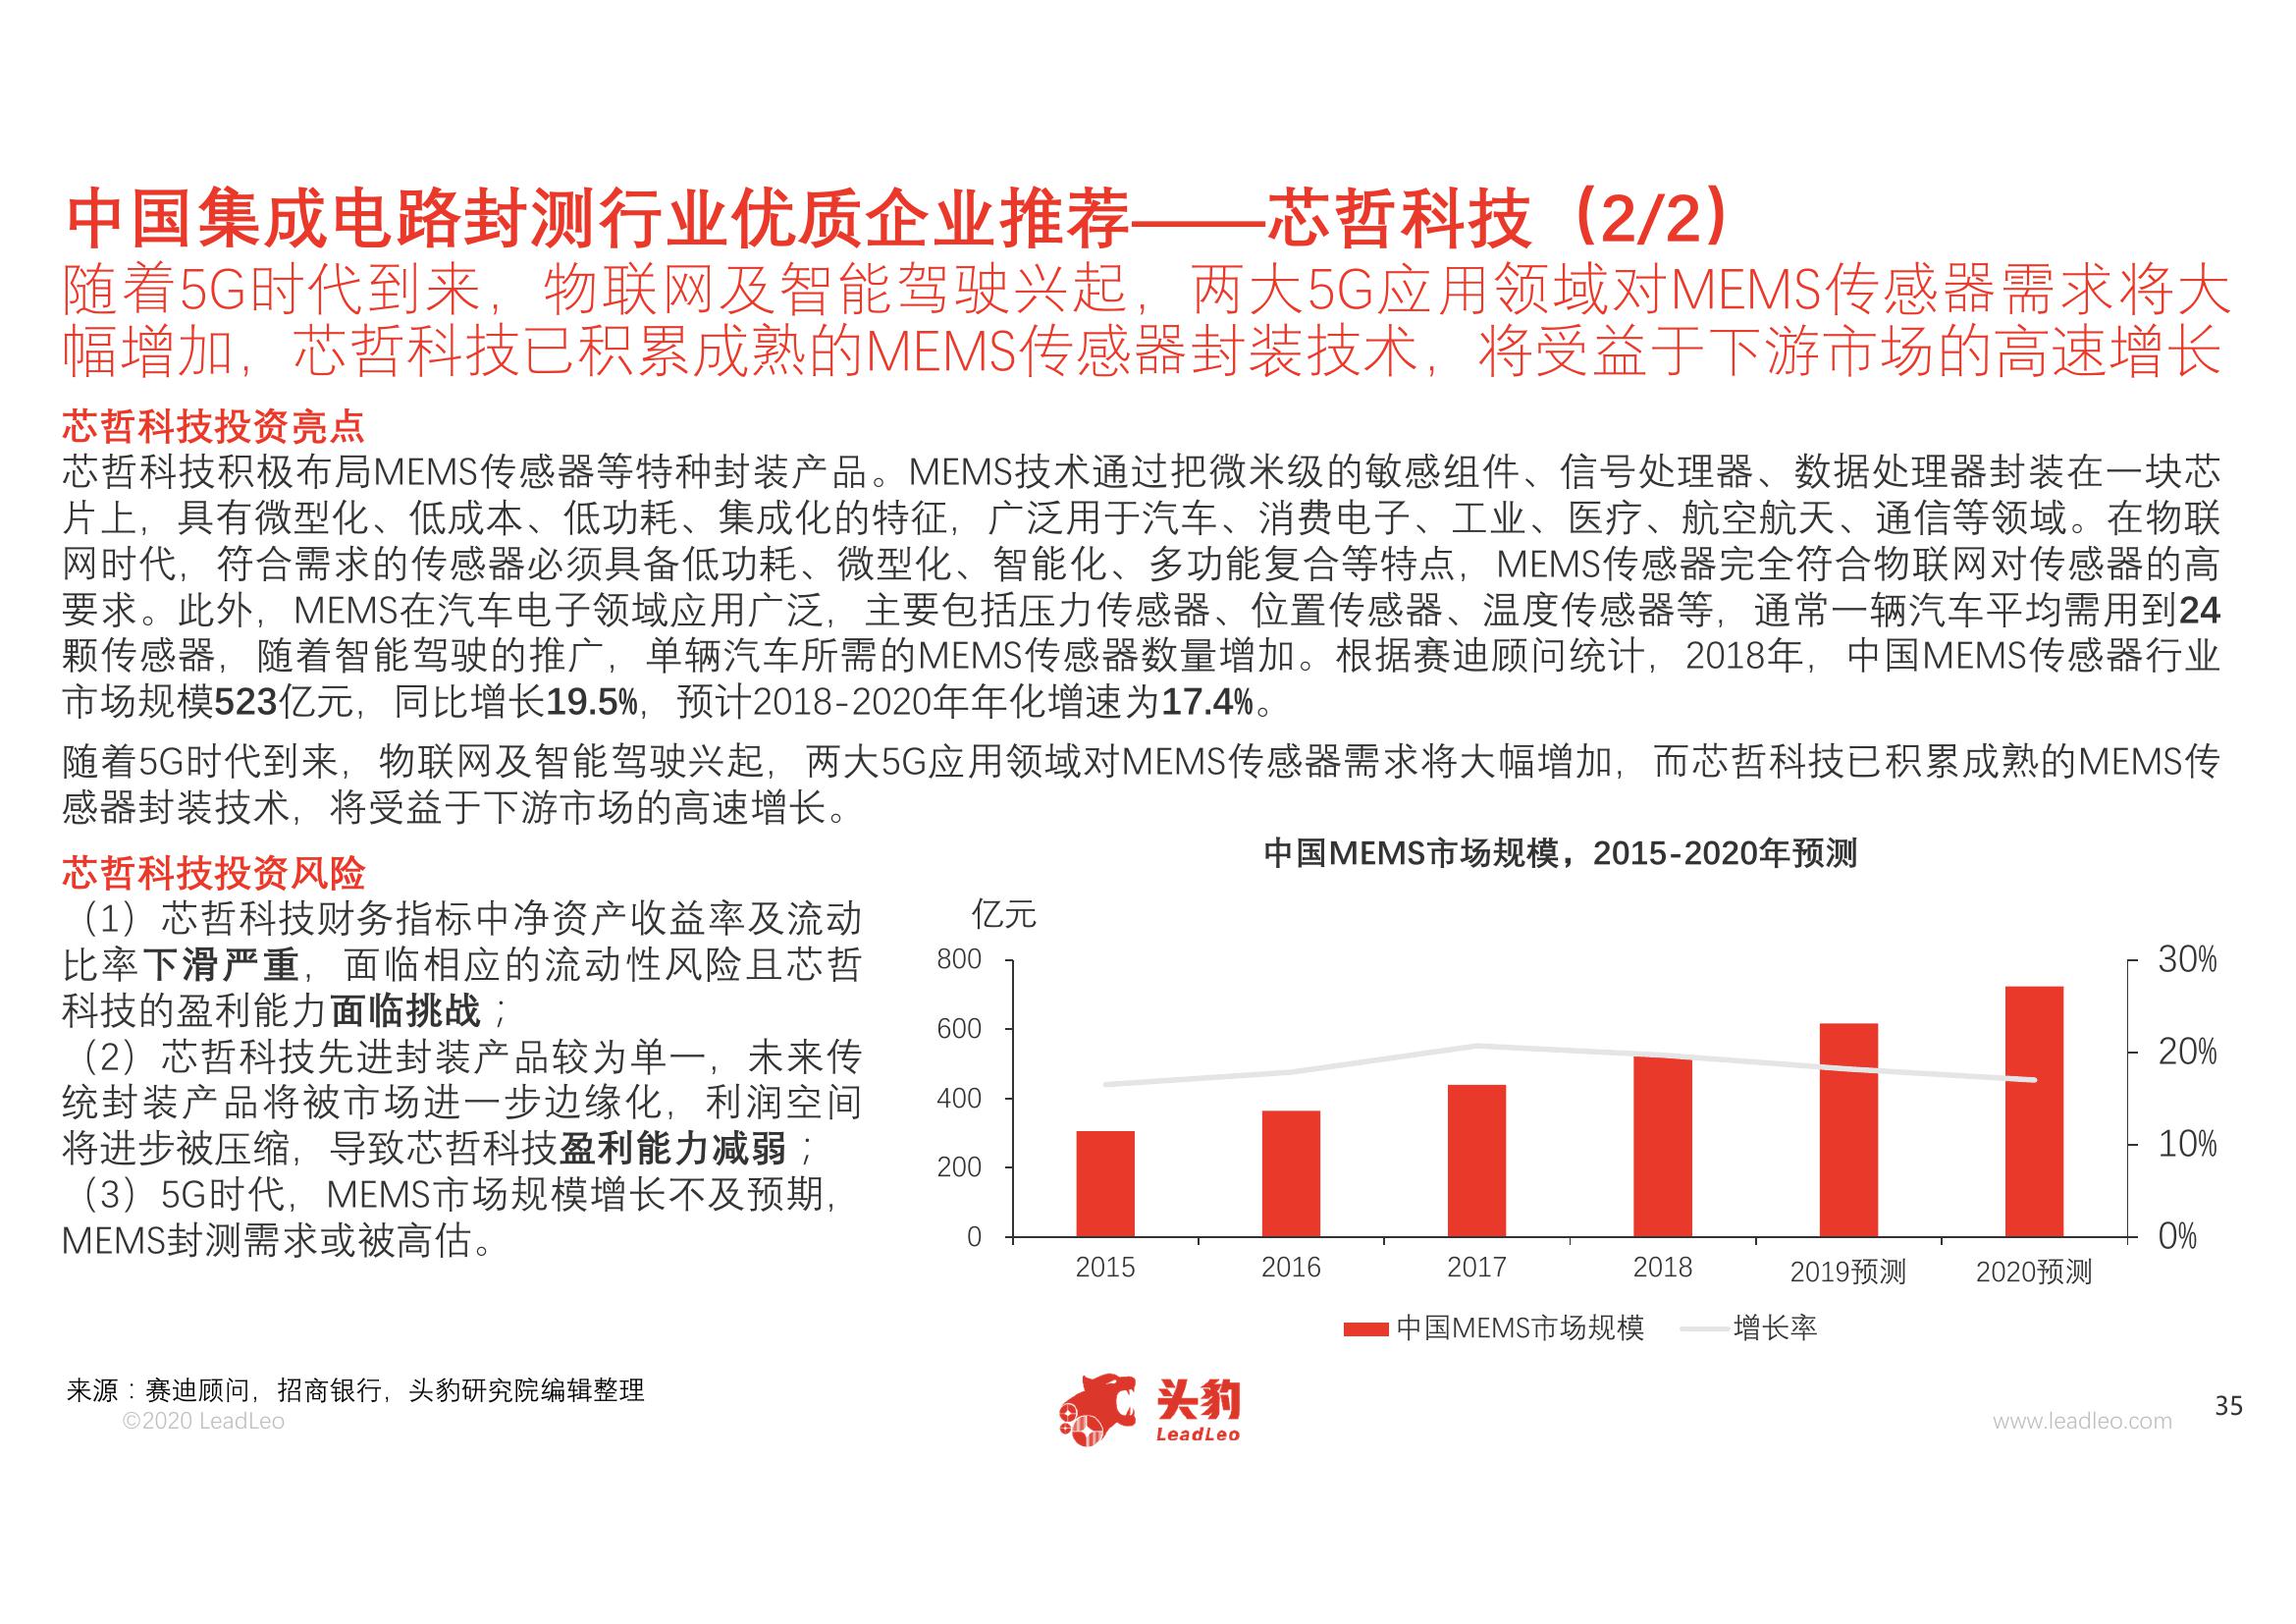 中国集成电路封测行业优质企业推荐——芯哲科技（2/2）
随着5G时代到来，物联网及智能驾驶兴起，两大5G应用领域对MEMS传感器需求将大
幅增加，芯哲科技已积累成熟的MEMS传感器封装技术，将受益于下游市场的高速增长
芯哲科技投资亮点
芯哲科技积极布局MEMS传感器等特种封装产品。MEMS技术通过把微米级的敏感组件、信号处理器、数据处理器封装在一块芯
片上，具有微型化、低成本、低功耗、集成化的特征，广泛用于汽车、消费电子、工业、医疗、航空航天、通信等领域。在物联
网时代，符合需求的传感器必须具备低功耗、微型化、智能化、多功能复合等特点，MEMS传感器完全符合物联网对传感器的高
要求。此外，MEMS在汽车电子领域应用广泛，主要包括压力传感器、位置传感器、温度传感器等，通常一辆汽车平均需用到24
颗传感器，随着智能驾驶的推广，单辆汽车所需的MEMS传感器数量增加。根据赛迪顾问统计，2018年，中国MEMS传感器行业
市场规模523亿元，同比增长19.5%，预计2018-2020年年化增速为17.4%。
随着5G时代到来，物联网及智能驾驶兴起，两大5G应用领域对MEMS传感器需求将大幅增加，而芯哲科技已积累成熟的MEMS传
感器封装技术，将受益于下游市场的高速增长。
芯哲科技投资风险
（1）芯哲科技财务指标中净资产收益率及流动
比率下滑严重，面临相应的流动性风险且芯哲
科技的盈利能力面临挑战；
（2）芯哲科技先进封装产品较为单一，未来传
统封装产品将被市场进一步边缘化，利润空间
将进步被压缩，导致芯哲科技盈利能力减弱；
（3）5G时代，MEMS市场规模增长不及预期，
MEMS封测需求或被高估。
中国MEMS市场规模，2015-2020年预测
亿元
800
600
400
200
0
30%
20%
10%
0%
2015 2016 2017 2018 2019预测 2020预测
中国MEMS市场规模 增长率
来源：赛迪顾问，招商银行，头豹研究院编辑整理
©2020 LeadLeo
头豹
LeadLeo
www.leadleo.com
35